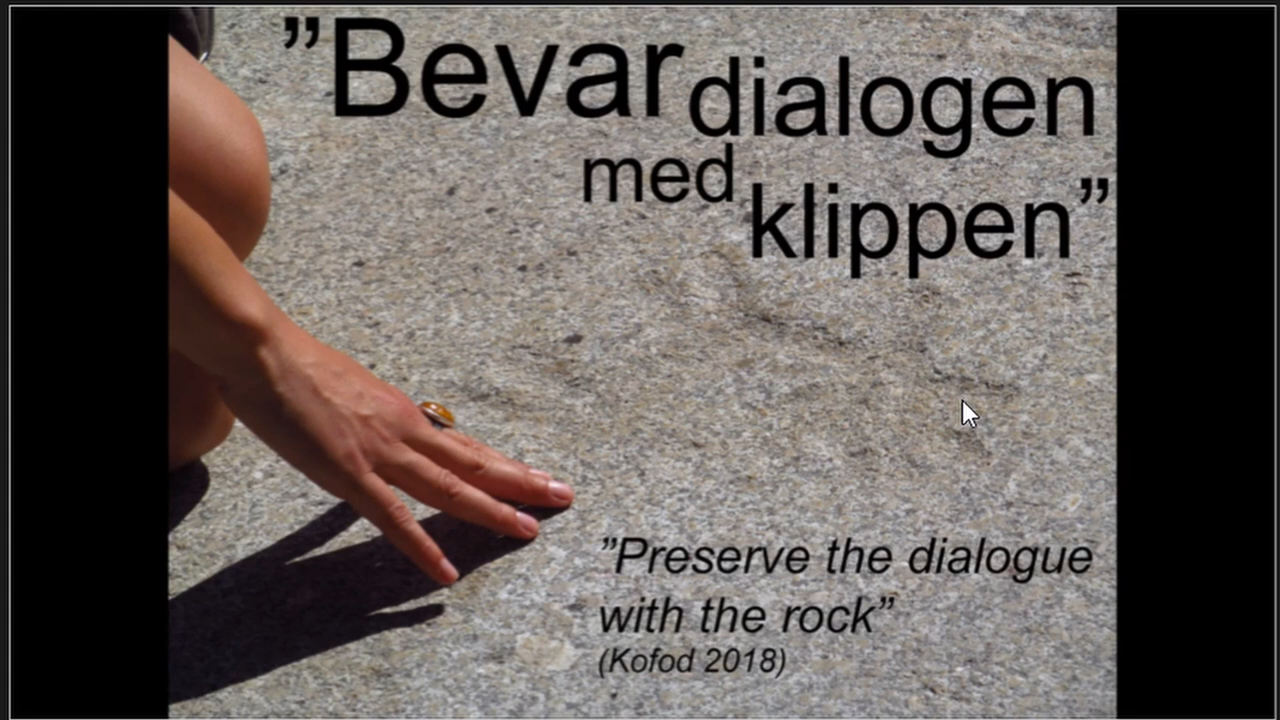 ”Bevar dialogen
med klippen”
”Preserve the dialogue
with the rock”
(Kofod 2018)